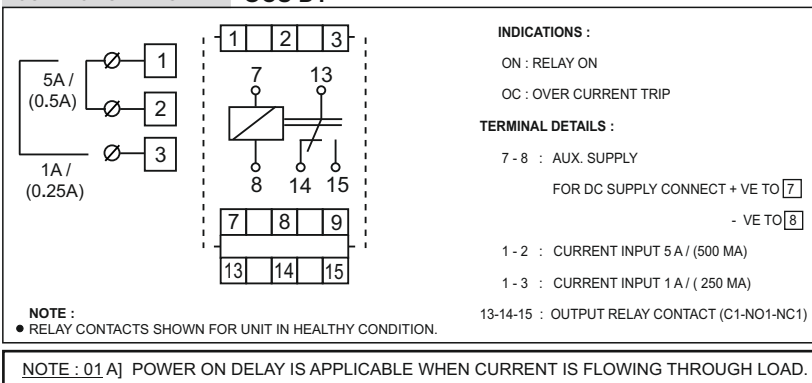 1
2
3
5A /
(0.5A)
1A /
(0.25A)
1 2 3
7 13
8 14 15
7 8 9
13 14 15
NOTE :
● RELAY CONTACTS SHOWN FOR UNIT IN HEALTHY CONDITION.
INDICATIONS :
ON : RELAY ON
OC : OVER CURRENT TRIP
TERMINAL DETAILS :
7 - 8 : AUX. SUPPLY
FOR DC SUPPLY CONNECT + VE TO 7
- VE TO 8
1 - 2 : CURRENT INPUT 5 A / (500 MA)
1 - 3 : CURRENT INPUT 1 A / ( 250 MA)
13-14-15 : OUTPUT RELAY CONTACT (C1-NO1-NC1)
NOTE : 01 A] POWER ON DELAY IS APPLICABLE WHEN CURRENT IS FLOWING THROUGH LOAD.